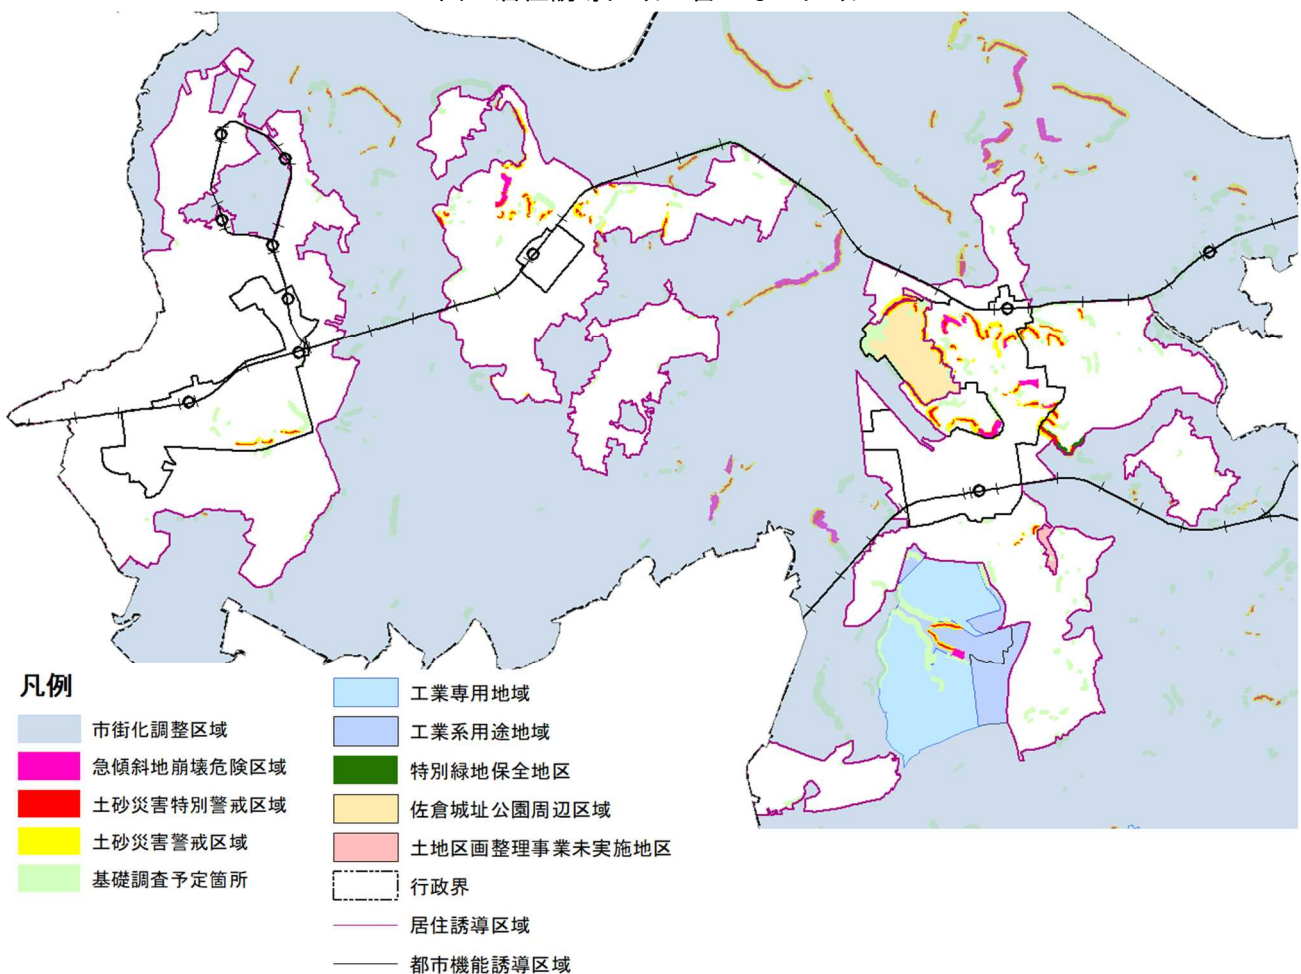 凡例
市街化調整区域
急傾斜地崩壊危険区域
土砂災害特別警戒区域
土砂災害警戒区域
基礎調査予定箇所
工業専用地域
工業系用途地域
特別緑地保全地区
佐倉城址公園周辺区域
土地区画整理事業未実施地区
行政界
居住誘導区域
都市機能誘導区域